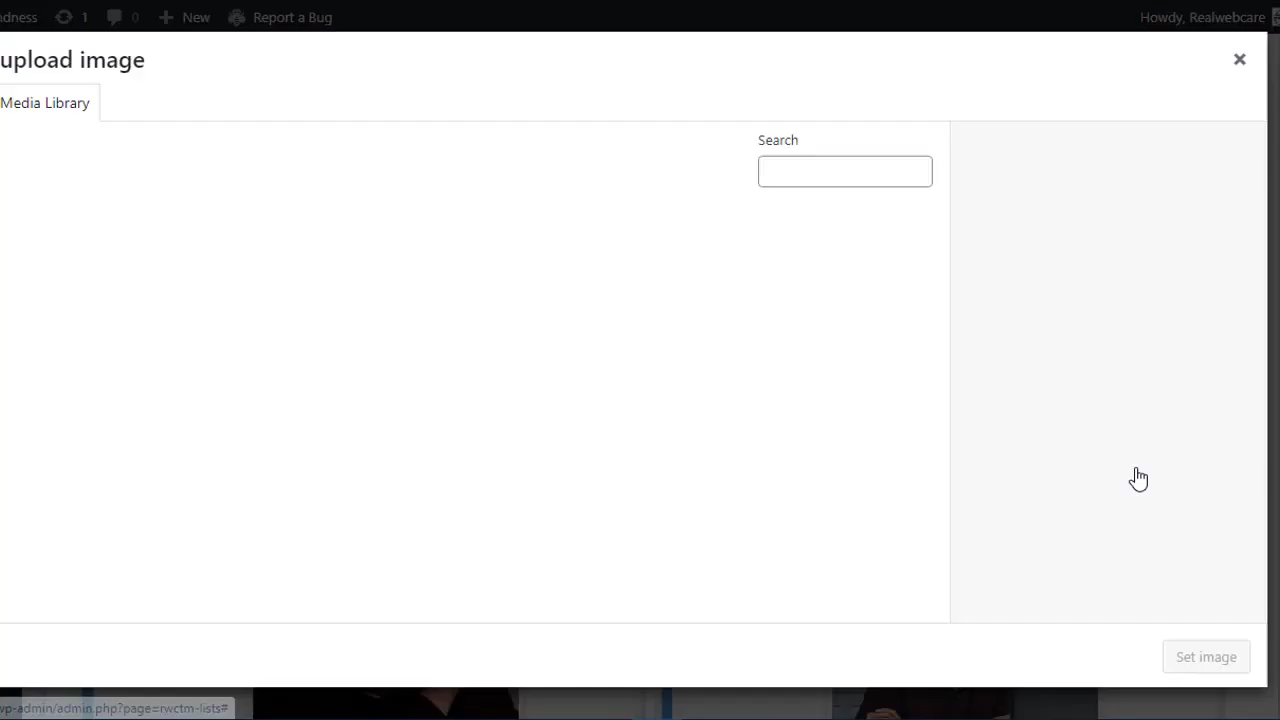 ndness 1 0 New Report a Bug Howdy, Realwebcare
upload image
Media Library
Search
Set image
wp-admin/admin.php?page=rwctm-lists#